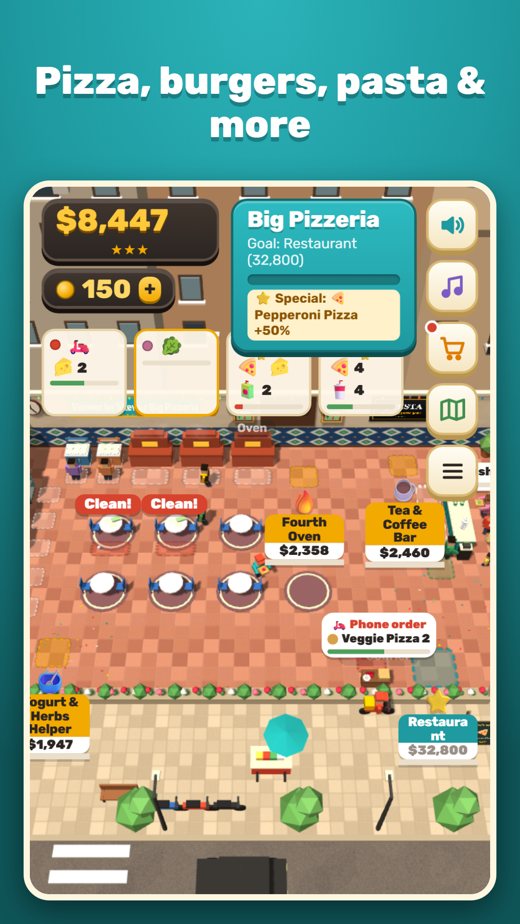 Pizza, burgers, pasta &
more
$8,447
150 +
Big Pizzeria
Goal: Restaurant
(32,800)
Special:
Pepperoni Pizza
+50%
2
2
4
4
Oven
Clean!
Clean!
Fourth
Oven
$2,358
Tea &
Coffee
Bar
$2,460
Phone order
Veggie Pizza 2
ogurt &
Herbs
Helper
$1,947
Restaura
nt
$32,800